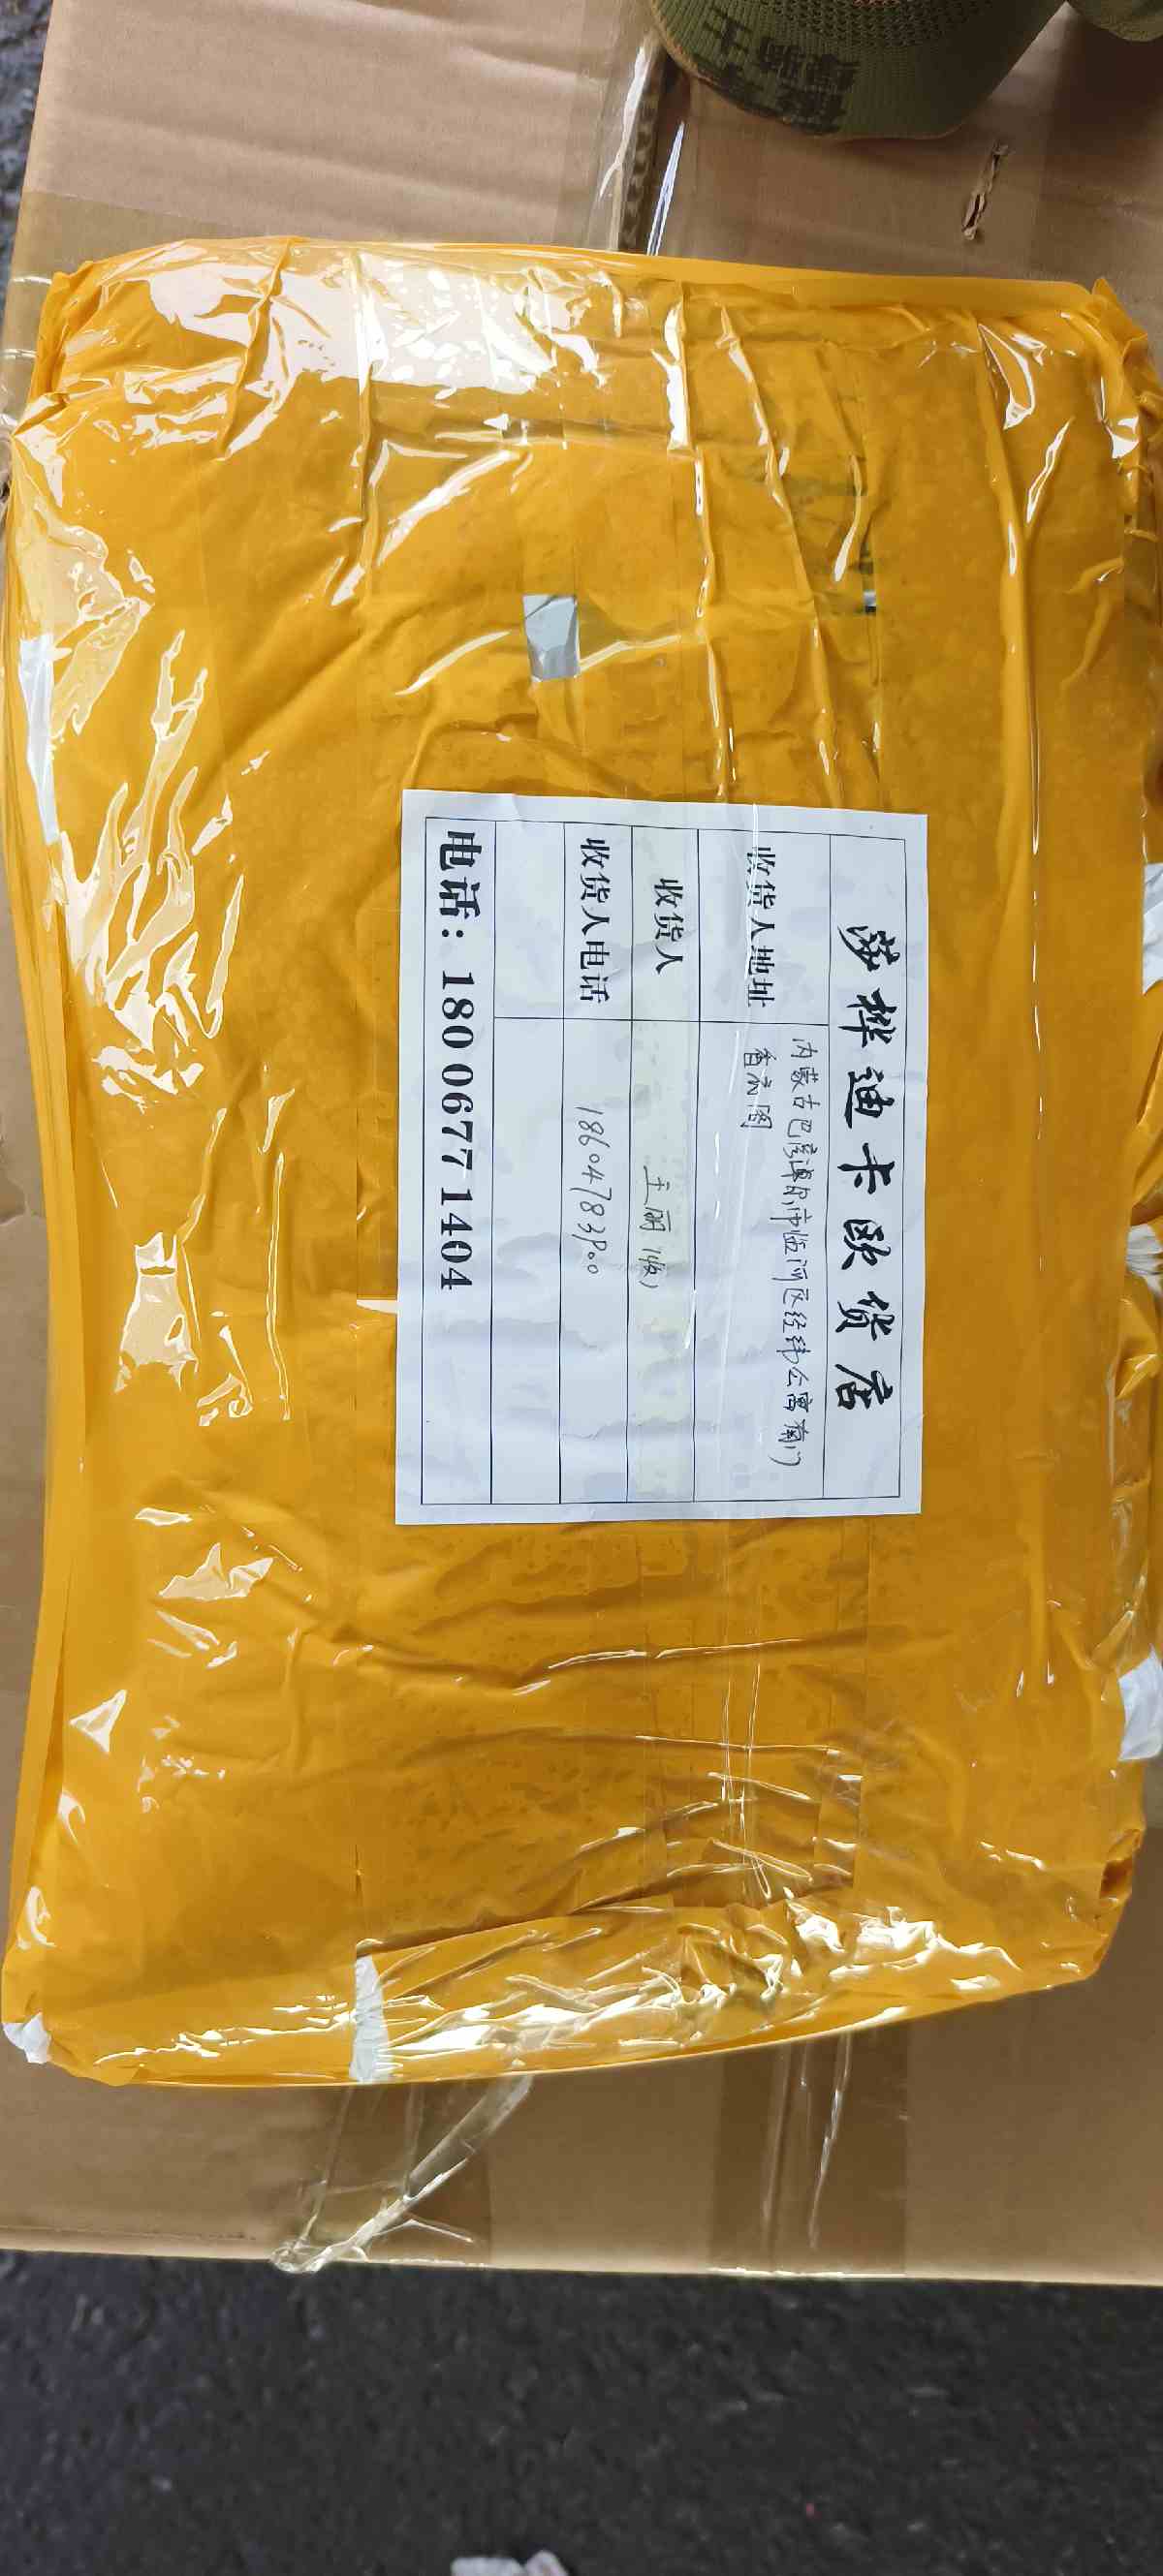 莎桦迪卡欧货店
收货人地址
内蒙古巴彦淖尔市临河区经纬公寓南门
香云阁
收货人
王丽(收)
收货人电话
18604783900
电话：180 0677 1404